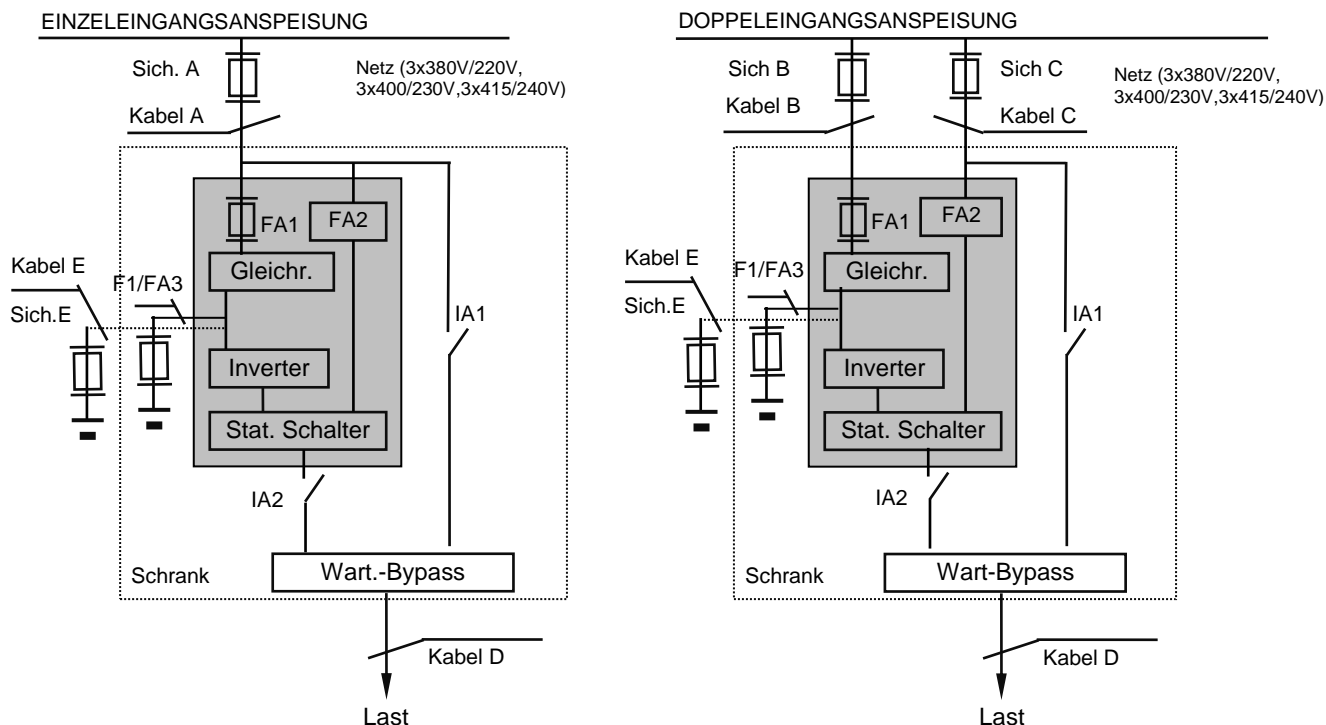 EINZELEINGANGSANSPEISUNG
Sich. A
Netz (3x380V/220V,
3x400/230V,3x415/240V)
Kabel A
FA1
FA2
Kabel E
Gleichr.
F1/FA3
Sich.E
IA1
Inverter
Stat. Schalter
IA2
Schrank
Wart.-Bypass
Kabel D
Last
DOPPELEINGANGSANSPEISUNG
Sich B
Sich C
Netz (3x380V/220V,
3x400/230V,3x415/240V)
Kabel B
Kabel C
FA1
FA2
Kabel E
Gleichr.
F1/FA3
Sich.E
IA1
Inverter
Stat. Schalter
IA2
Schrank
Wart-Bypass
Kabel D
Last